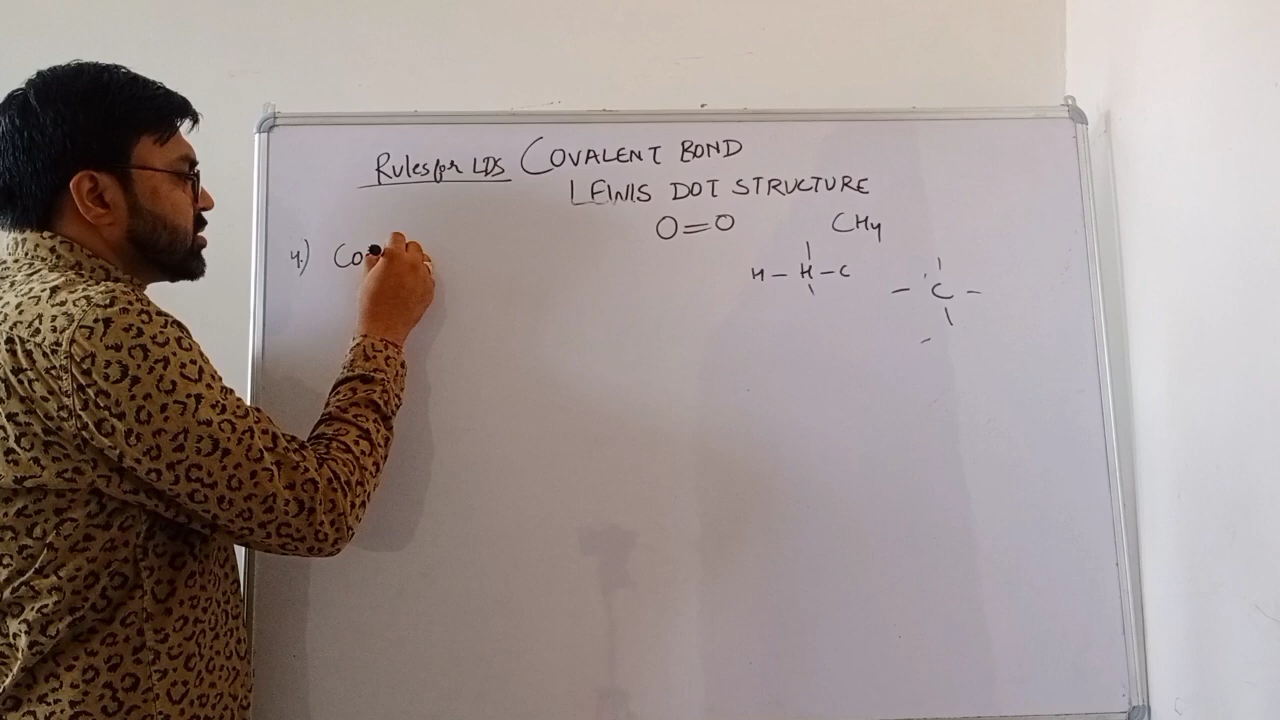 Rules for LDS COVALENT BOND
LEWIS DOT STRUCTURE
O=O CH4
H – H – C
– C –
4.) Co